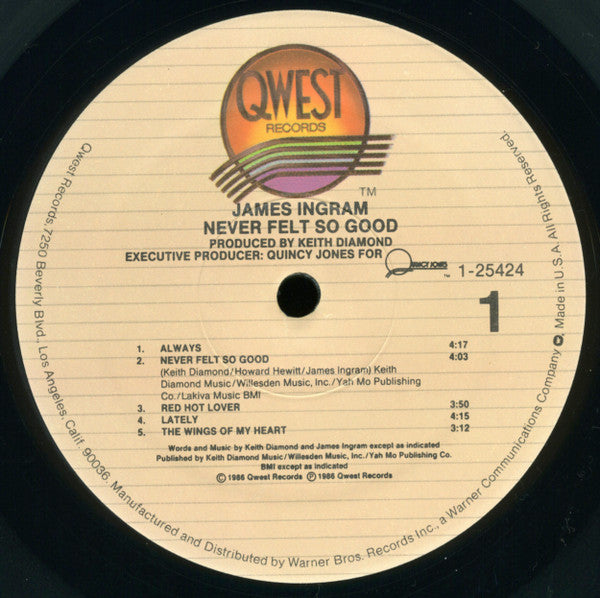 QWEST
RECORDS
TM
JAMES INGRAM
NEVER FELT SO GOOD
PRODUCED BY KEITH DIAMOND
EXECUTIVE PRODUCER: QUINCY JONES FOR QUINCY JONES ™ 1-25424
1
1. ALWAYS 4:17
2. NEVER FELT SO GOOD 4:03
(Keith Diamond/Howard Hewitt/James Ingram) Keith
Diamond Music/Willesden Music, Inc./Yah Mo Publishing
Co./Lakiva Music BMI
3. RED HOT LOVER 3:50
4. LATELY 4:15
5. THE WINGS OF MY HEART 3:12
Words and Music by Keith Diamond and James Ingram except as indicated
Published by Keith Diamond Music/Willesden Music, Inc./Yah Mo Publishing Co.
BMI except as indicated
© 1986 Qwest Records ℗ 1986 Qwest Records
Qwest Records, 7250 Beverly Blvd., Los Angeles, Calif. 90036. Manufactured and Distributed by Warner Bros. Records Inc., a Warner Communications Company. Made in U.S.A. All Rights Reserved.